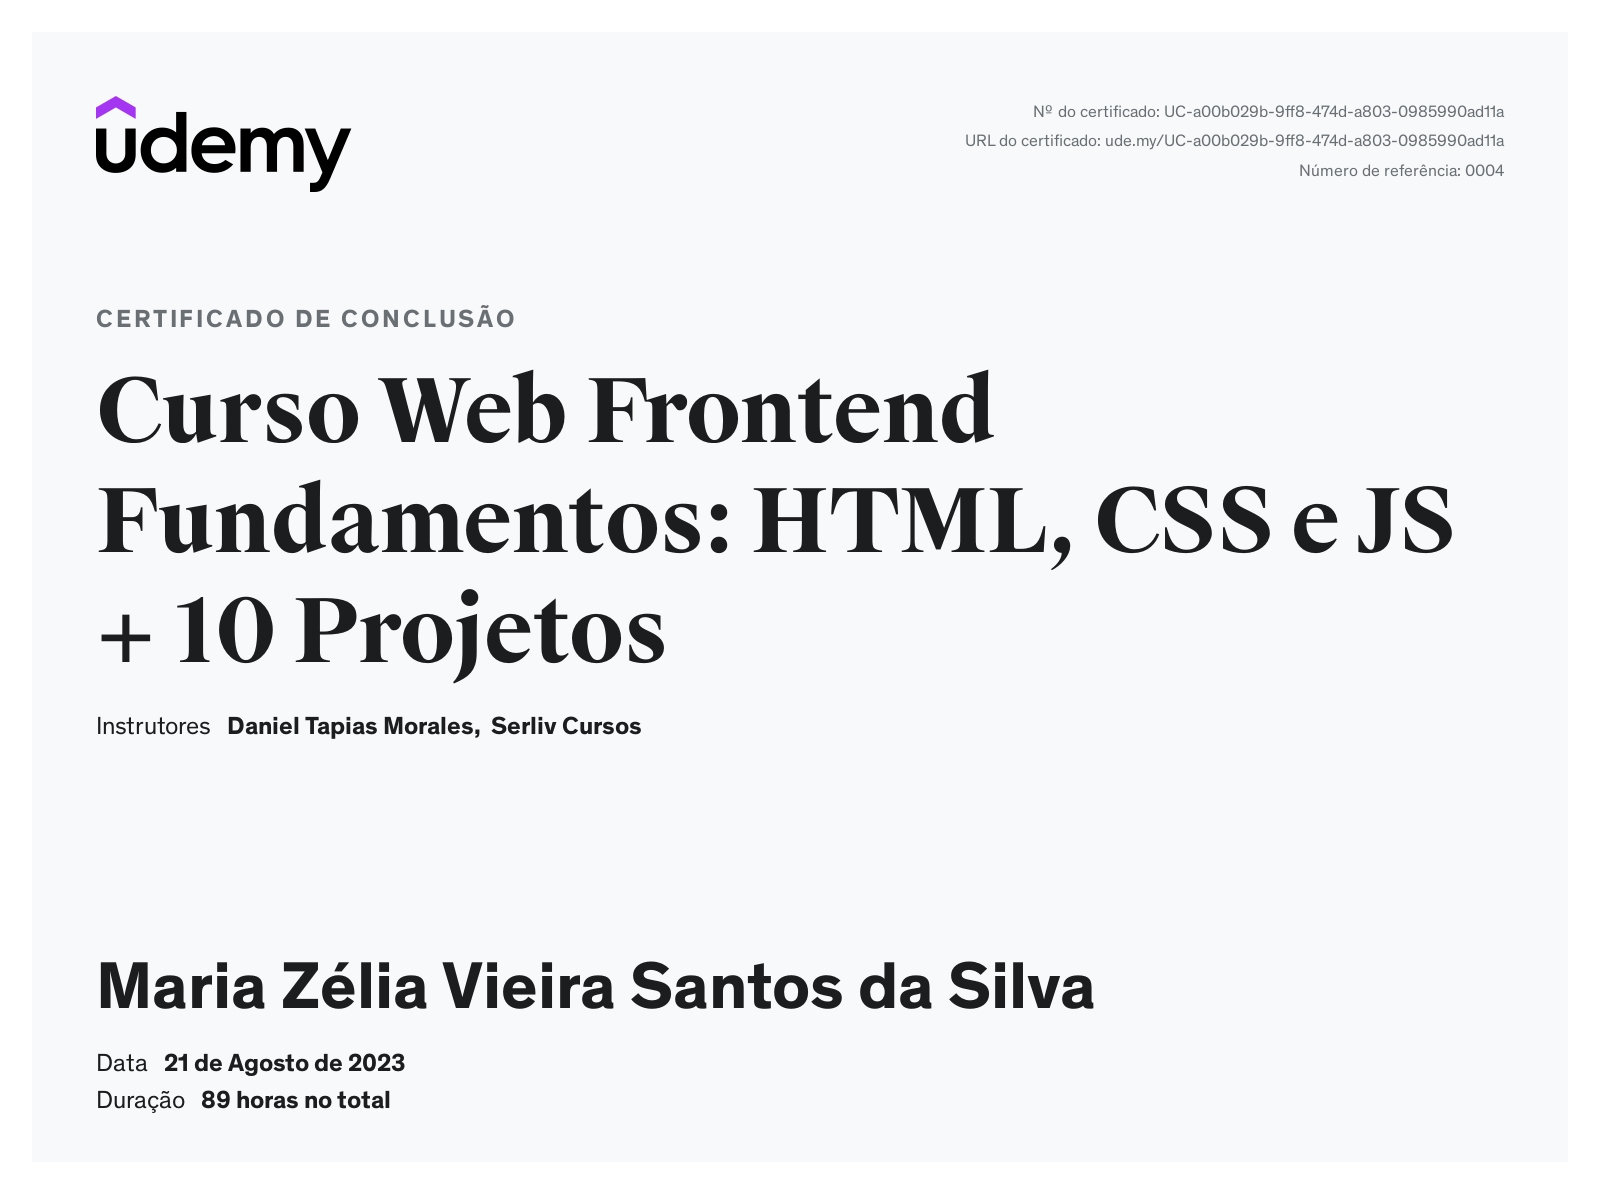 udemy
Nº do certificado: UC-a00b029b-9ff8-474d-a803-0985990ad11a
URL do certificado: ude.my/UC-a00b029b-9ff8-474d-a803-0985990ad11a
Número de referência: 0004
CERTIFICADO DE CONCLUSÃO
Curso Web Frontend
Fundamentos: HTML, CSS e JS
+ 10 Projetos
Instrutores Daniel Tapias Morales, Serliv Cursos
Maria Zélia Vieira Santos da Silva
Data 21 de Agosto de 2023
Duração 89 horas no total